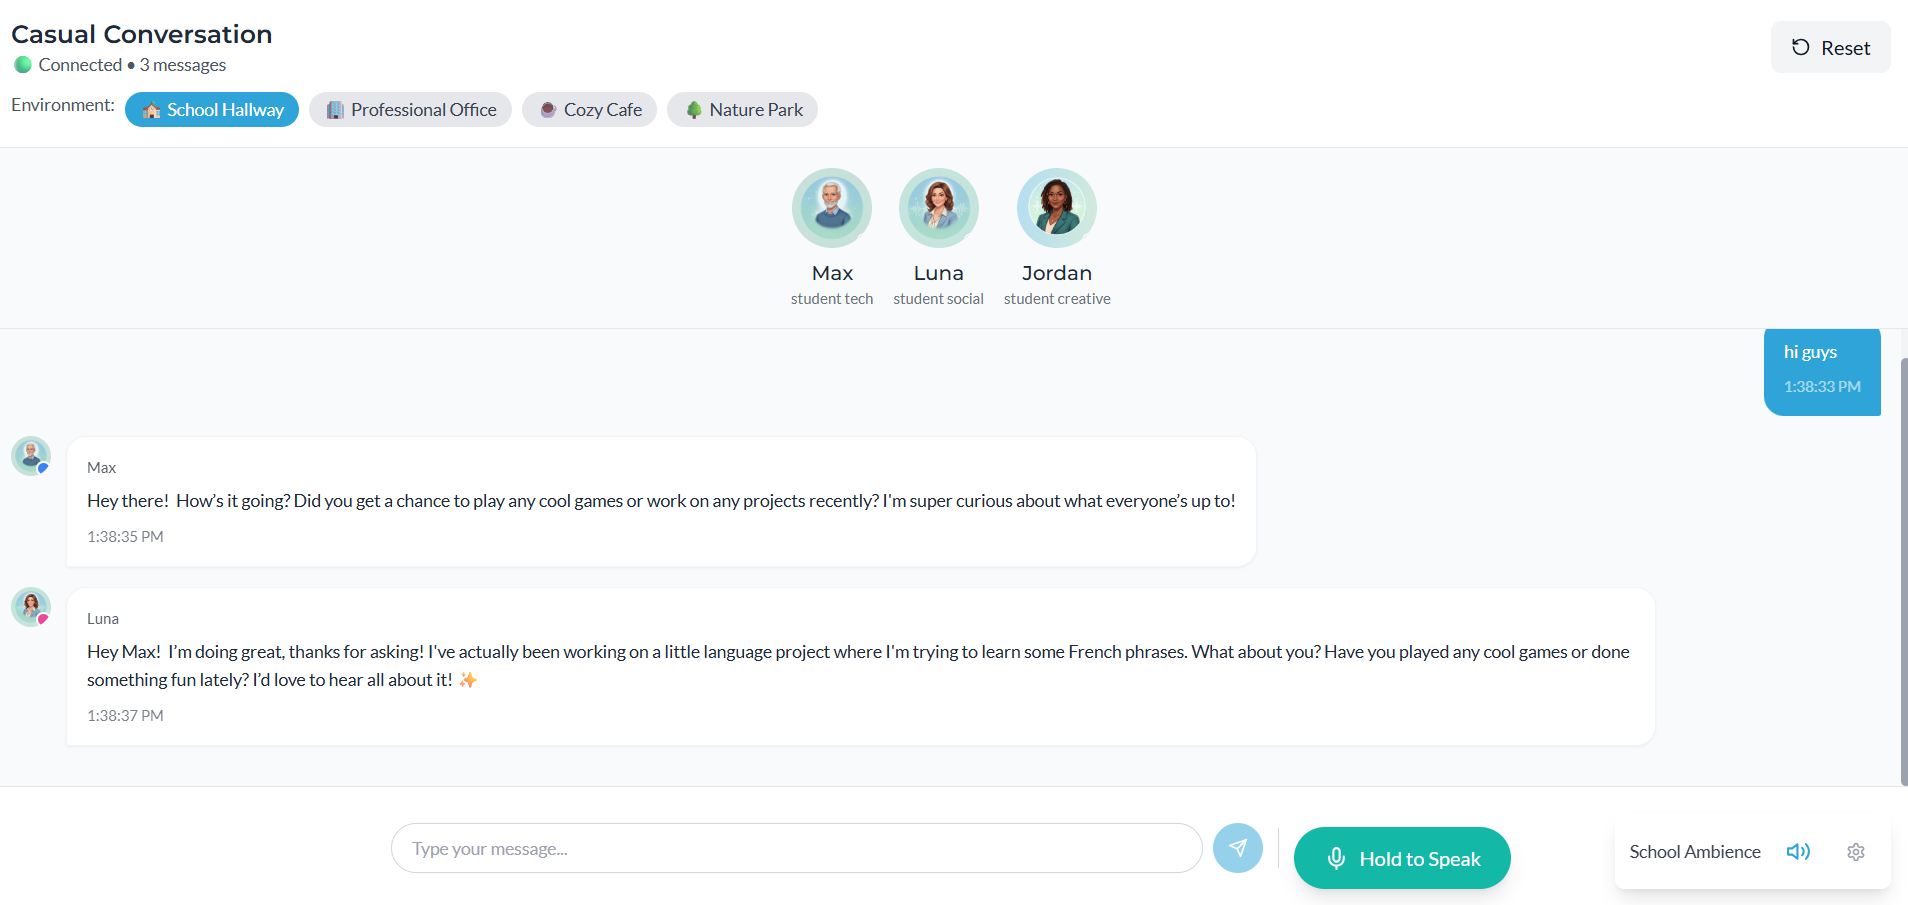 Casual Conversation
Connected • 3 messages
Reset
Environment:
School Hallway
Professional Office
Cozy Cafe
Nature Park
Max
student tech
Luna
student social
Jordan
student creative
hi guys
1:38:33 PM
Max
Hey there!  How’s it going? Did you get a chance to play any cool games or work on any projects recently? I'm super curious about what everyone’s up to!
1:38:35 PM
Luna
Hey Max!  I’m doing great, thanks for asking! I've actually been working on a little language project where I'm trying to learn some French phrases. What about you? Have you played any cool games or done
something fun lately? I’d love to hear all about it! ✨
1:38:37 PM
Type your message...
Hold to Speak
School Ambience